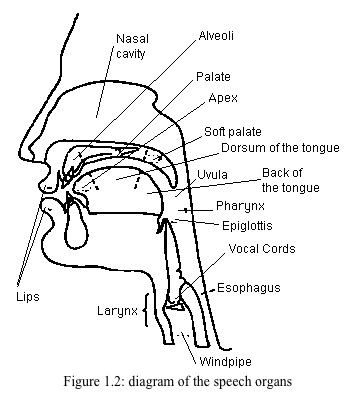 Alveoli
Nasal
cavity
Palate
Apex
Soft palate
Dorsum of the tongue
Uvula
Back of
the tongue
Pharynx
Epiglottis
Vocal Cords
Esophagus
Lips
Larynx
Windpipe
Figure 1.2: diagram of the speech organs